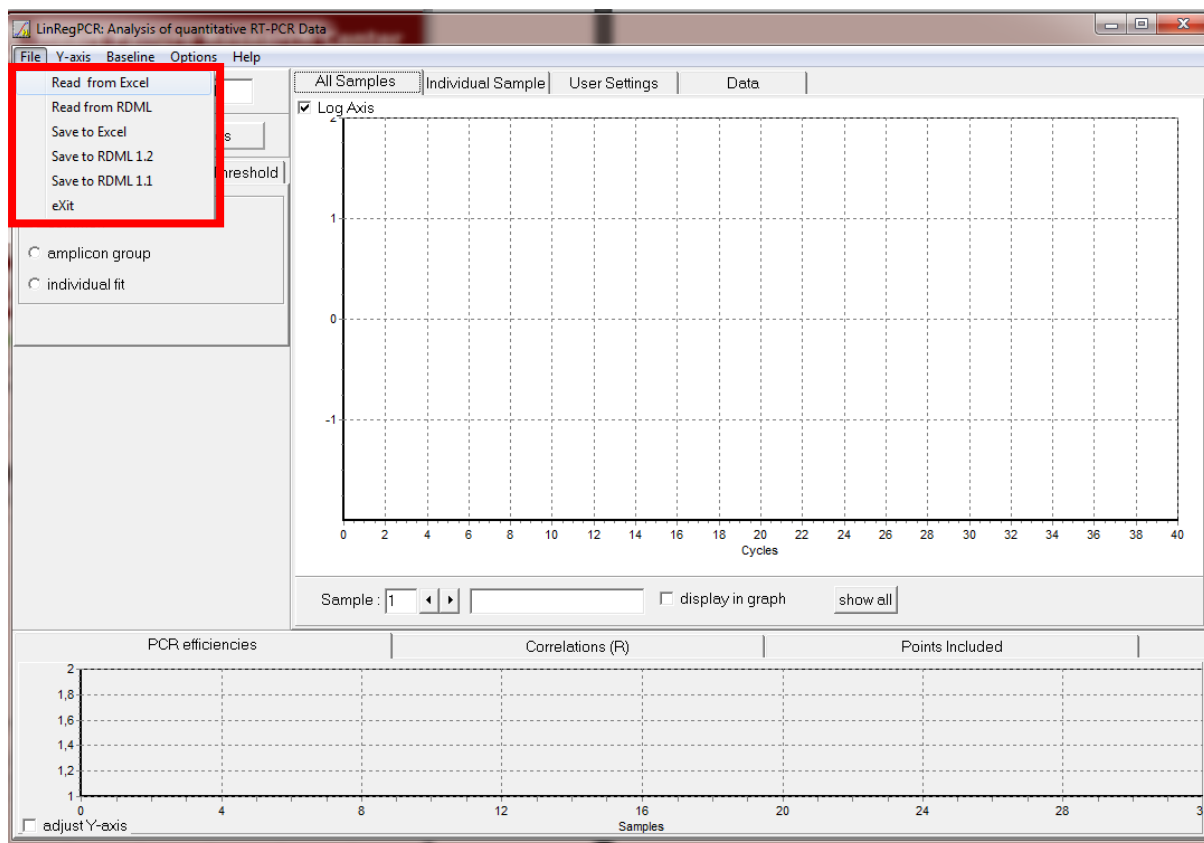 LinRegPCR: Analysis of quantitative RT-PCR Data
File Y-axis Baseline Options Help
Read from Excel
Read from RDML
Save to Excel
Save to RDML 1.2
Save to RDML 1.1
eXit
amplicon group
individual fit
All Samples Individual Sample User Settings Data
Log Axis
2
1
0
-1
0 2 4 6 8 10 12 14 16 18 20 22 24 26 28 30 32 34 36 38 40
Cycles
Sample : 1 display in graph show all
PCR efficiencies Correlations (R) Points Included
2
1,8
1,6
1,4
1,2
1
0 4 8 12 16 20 24 28
adjust Y-axis Samples